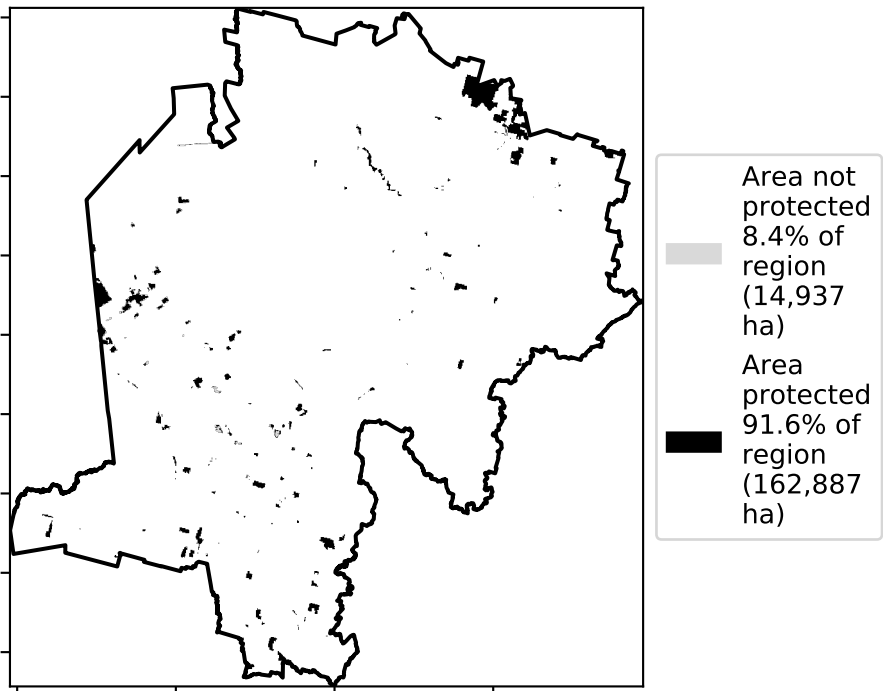 Area not
protected
8.4% of
region
(14,937
ha)
Area
protected
91.6% of
region
(162,887
ha)